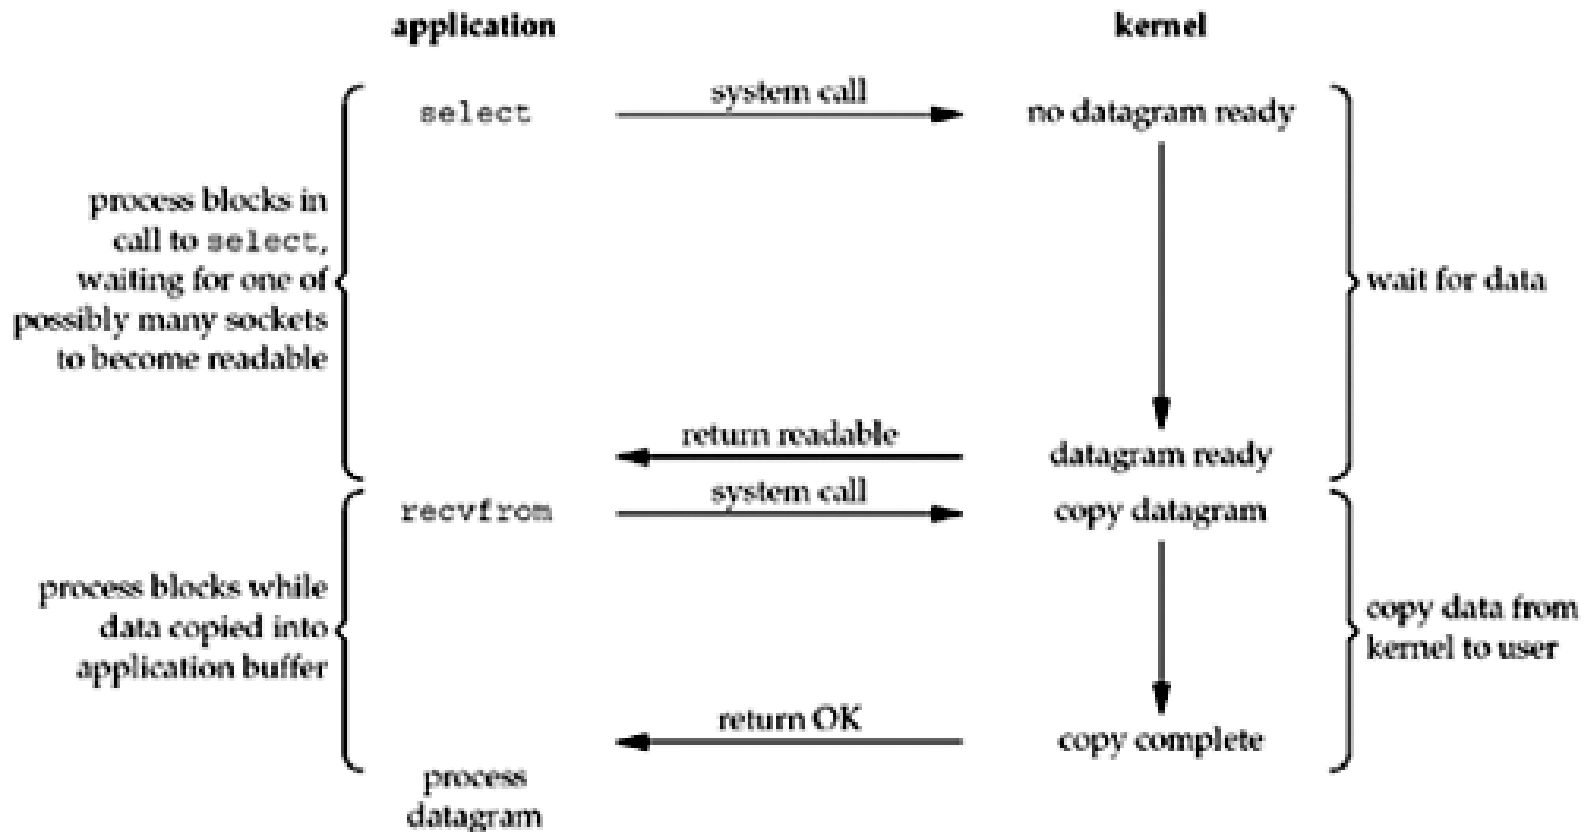 application
kernel
select
system call
no datagram ready
process blocks in
call to select,
waiting for one of
possibly many sockets
to become readable
wait for data
return readable
datagram ready
recvfrom
system call
copy datagram
process blocks while
data copied into
application buffer
copy data from
kernel to user
return OK
copy complete
process
datagram